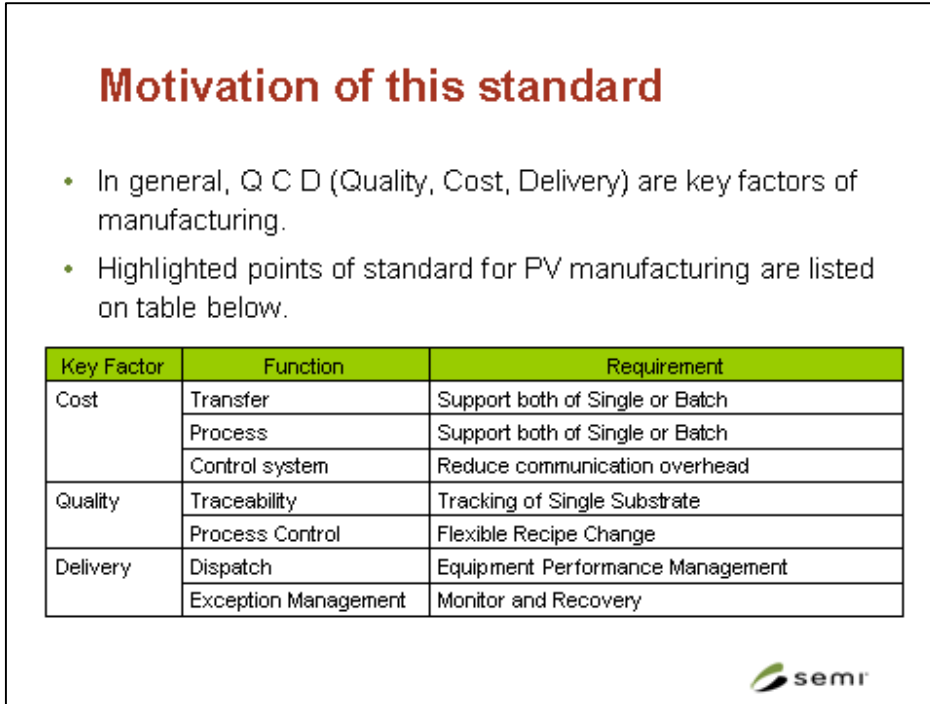 Motivation of this standard
• In general, Q C D (Quality, Cost, Delivery) are key factors of
manufacturing.
• Highlighted points of standard for PV manufacturing are listed
on table below.
Key Factor Function Requirement
Cost Transfer Support both of Single or Batch
Process Support both of Single or Batch
Control system Reduce communication overhead
Quality Traceability Tracking of Single Substrate
Process Control Flexible Recipe Change
Delivery Dispatch Equipment Performance Management
Exception Management Monitor and Recovery
semi